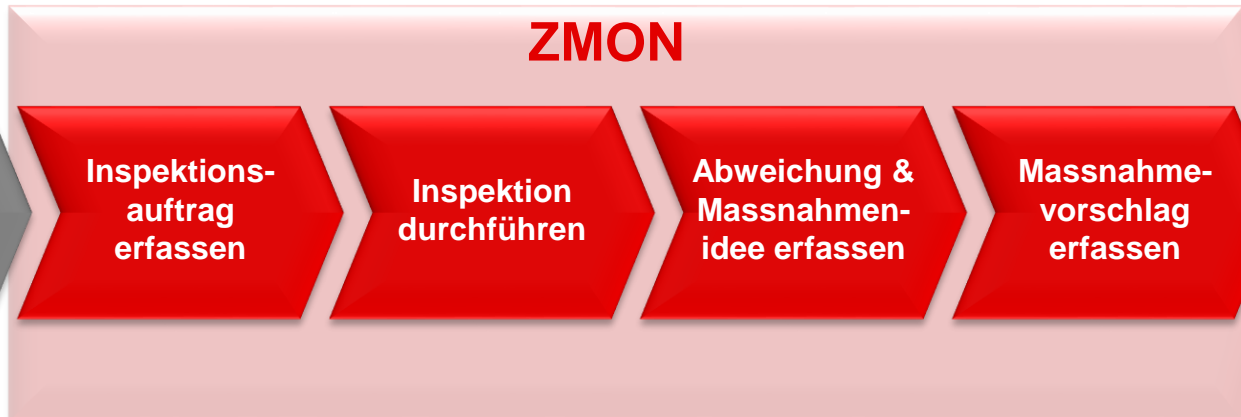 ZMON
Inspektions-
auftrag
erfassen
Inspektion
durchführen
Abweichung &
Massnahmen-
idee erfassen
Massnahme-
vorschlag
erfassen